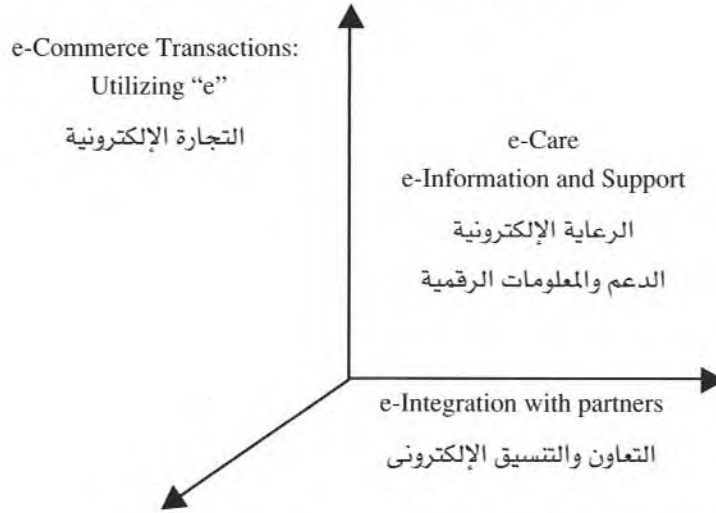 e-Commerce Transactions:
Utilizing “e”
التجارة الإلكترونية
e-Care
e-Information and Support
الرعاية الإلكترونية
الدعم والمعلومات الرقمية
e-Integration with partners
التعاون والتنسيق الإلكترونى